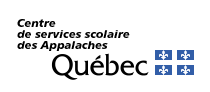 Centre
de services scolaire
des Appalaches
Québec